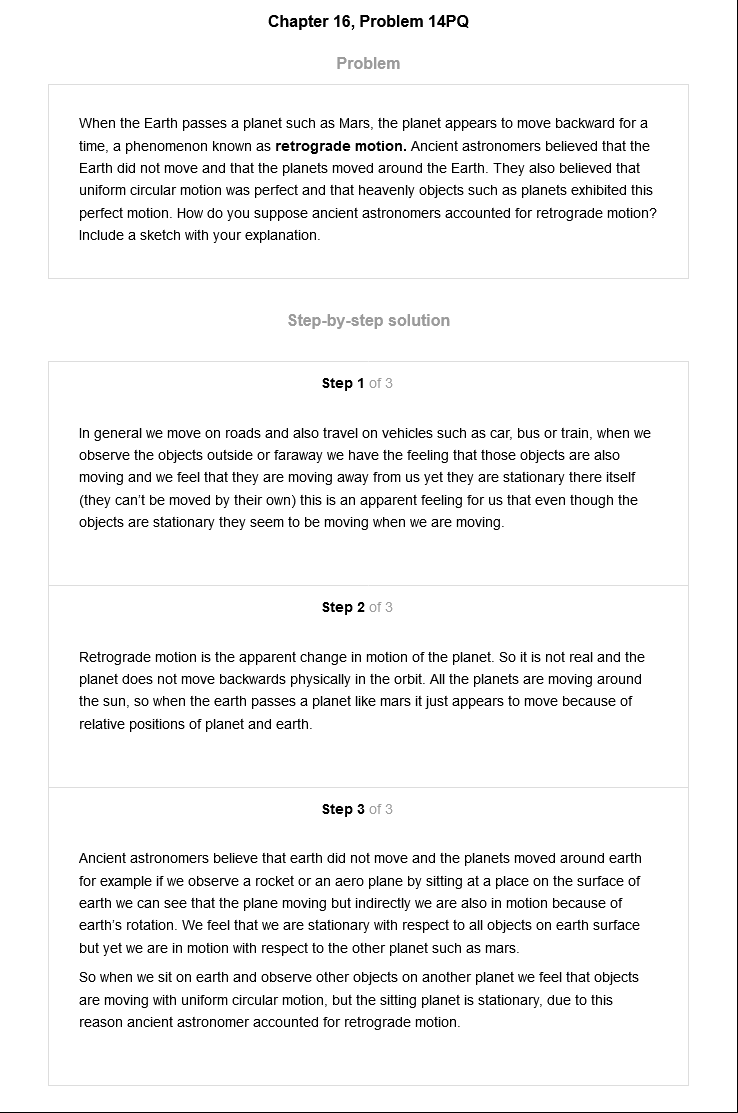 Chapter 16, Problem 14PQ
Problem
When the Earth passes a planet such as Mars, the planet appears to move backward for a
time, a phenomenon known as retrograde motion. Ancient astronomers believed that the
Earth did not move and that the planets moved around the Earth. They also believed that
uniform circular motion was perfect and that heavenly objects such as planets exhibited this
perfect motion. How do you suppose ancient astronomers accounted for retrograde motion?
Include a sketch with your explanation.
Step-by-step solution
Step 1 of 3
In general we move on roads and also travel on vehicles such as car, bus or train, when we
observe the objects outside or faraway we have the feeling that those objects are also
moving and we feel that they are moving away from us yet they are stationary there itself
(they can’t be moved by their own) this is an apparent feeling for us that even though the
objects are stationary they seem to be moving when we are moving.
Step 2 of 3
Retrograde motion is the apparent change in motion of the planet. So it is not real and the
planet does not move backwards physically in the orbit. All the planets are moving around
the sun, so when the earth passes a planet like mars it just appears to move because of
relative positions of planet and earth.
Step 3 of 3
Ancient astronomers believe that earth did not move and the planets moved around earth
for example if we observe a rocket or an aero plane by sitting at a place on the surface of
earth we can see that the plane moving but indirectly we are also in motion because of
earth’s rotation. We feel that we are stationary with respect to all objects on earth surface
but yet we are in motion with respect to the other planet such as mars.
So when we sit on earth and observe other objects on another planet we feel that objects
are moving with uniform circular motion, but the sitting planet is stationary, due to this
reason ancient astronomer accounted for retrograde motion.